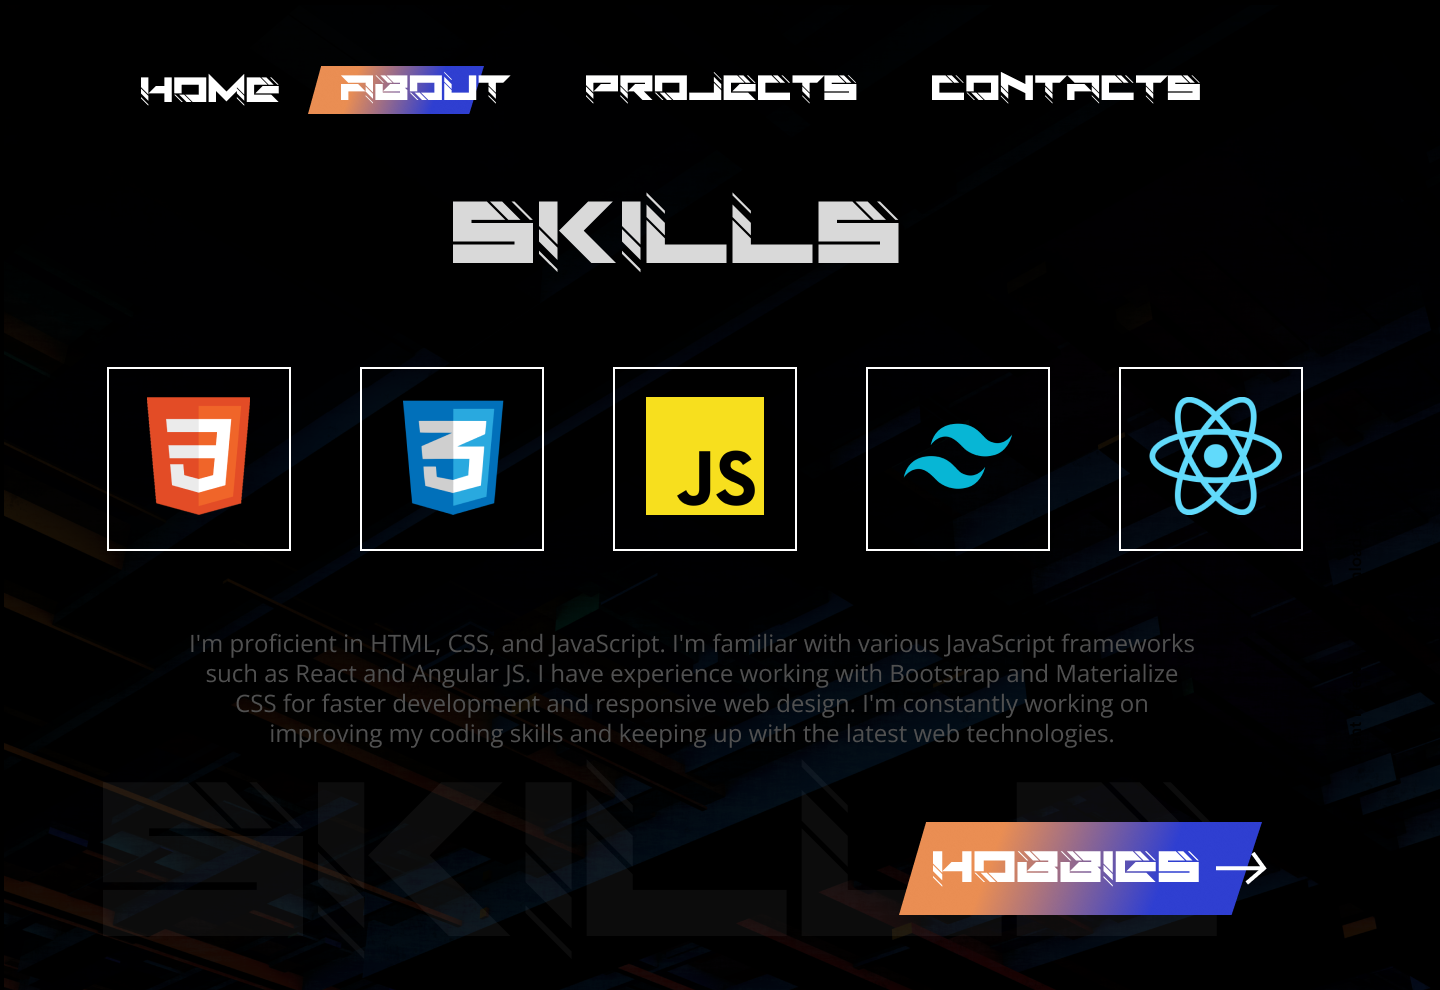 HOME ABOUT PROJECTS CONTACTS
SKILLS
3 3 JS
I'm proficient in HTML, CSS, and JavaScript. I'm familiar with various JavaScript frameworks
such as React and Angular JS. I have experience working with Bootstrap and Materialize
CSS for faster development and responsive web design. I'm constantly working on
improving my coding skills and keeping up with the latest web technologies.
SKILLS
HOBBIES